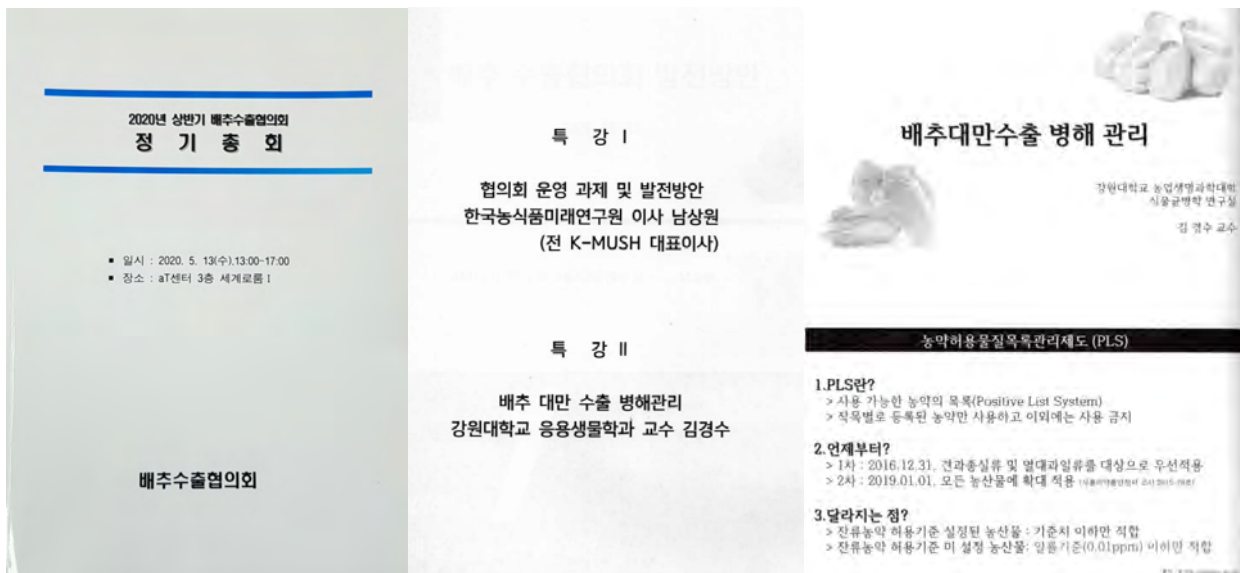 2020년 상반기 배추수출협의회
정 기 총 회
▪ 일시 : 2020. 5. 13(수).13:00-17:00
▪ 장소 : aT센터 3층 세계로룸 I
배추수출협의회
특 강 Ⅰ
협의회 운영 과제 및 발전방안
한국농식품미래연구원 이사 남상원
(전 K-MUSH 대표이사)
특 강 Ⅱ
배추 대만 수출 병해관리
강원대학교 응용생물학과 교수 김경수
배추대만수출 병해 관리
강원대학교 농업생명과학대학
식물균병학 연구실
김 경수 교수
농약허용물질목록관리제도 (PLS)
1.PLS란?
> 사용 가능한 농약의 목록(Positive List System)
> 작목별로 등록된 농약만 사용하고 이외에는 사용 금지
2.언제부터?
> 1차 : 2016.12.31. 견과종실류 및 열대과일류를 대상으로 우선적용
> 2차 : 2019.01.01. 모든 농산물에 확대 적용
3.달라지는 점?
> 잔류농약 허용기준 설정된 농산물 : 기준치 이하만 적합
> 잔류농약 허용기준 미 설정 농산물: 일률기준(0.01ppm) 이하만 적합